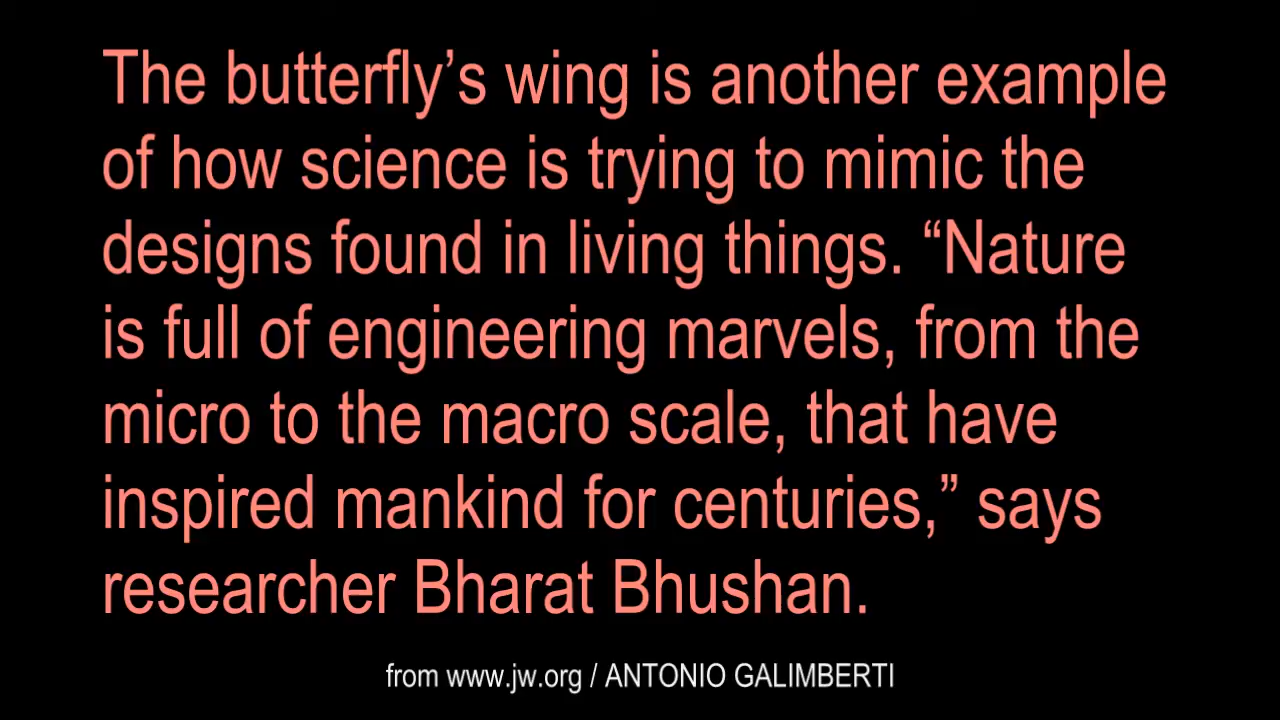 The butterfly’s wing is another example
of how science is trying to mimic the
designs found in living things. “Nature
is full of engineering marvels, from the
micro to the macro scale, that have
inspired mankind for centuries,” says
researcher Bharat Bhushan.
from www.jw.org / ANTONIO GALIMBERTI